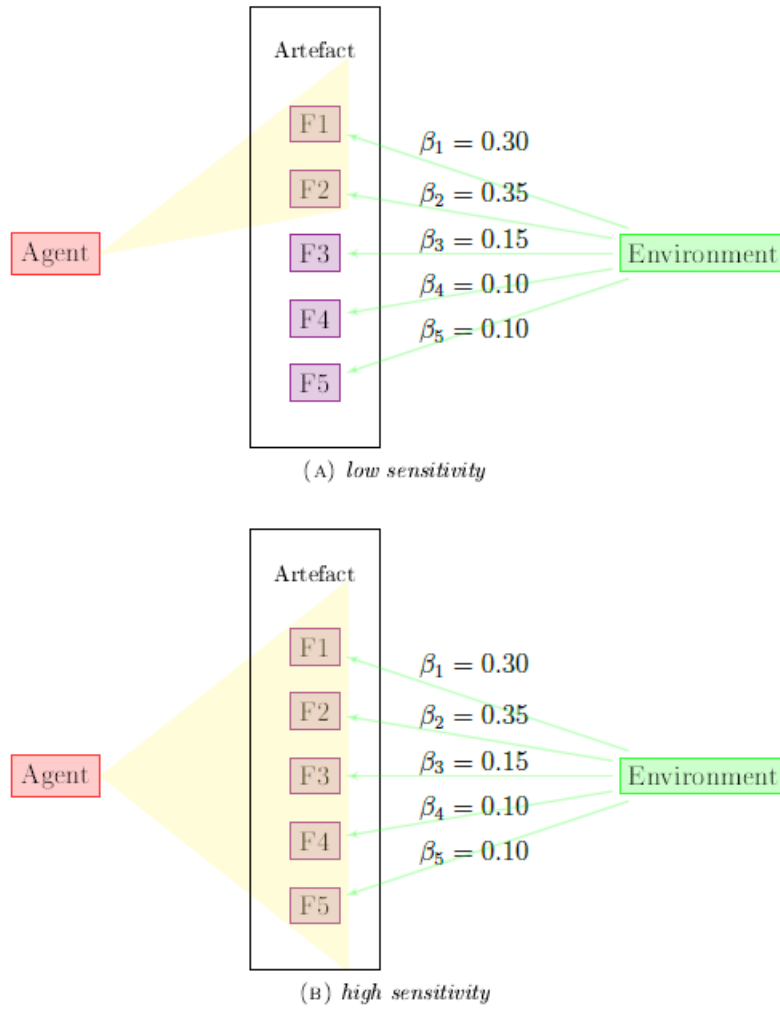 Artefact
F1
β₁ = 0.30
F2
β₂ = 0.35
Agent
F3
β₃ = 0.15
Environment
F4
β₄ = 0.10
F5
β₅ = 0.10
(A) low sensitivity
Artefact
F1
β₁ = 0.30
F2
β₂ = 0.35
Agent
F3
β₃ = 0.15
Environment
F4
β₄ = 0.10
F5
β₅ = 0.10
(B) high sensitivity